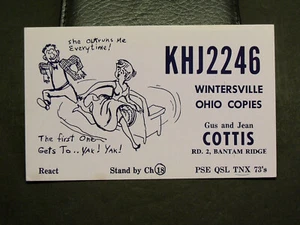 she outruns me
Everytime!
KHJ2246
WINTERSVILLE
OHIO COPIES
Gus and Jean
COTTIS
RD. 2, BANTAM RIDGE
The first One
Gets To.. YAK! YAK!
React
Stand by Ch 18
PSE QSL TNX 73's